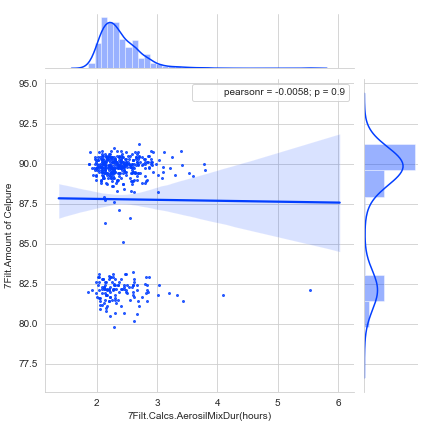 pearsonr = -0.0058; p = 0.9
95.0
92.5
90.0
87.5
85.0
82.5
80.0
77.5
7Filt.Amount of Celpure
2 3 4 5 6
7Filt.Calcs.AerosilMixDur(hours)